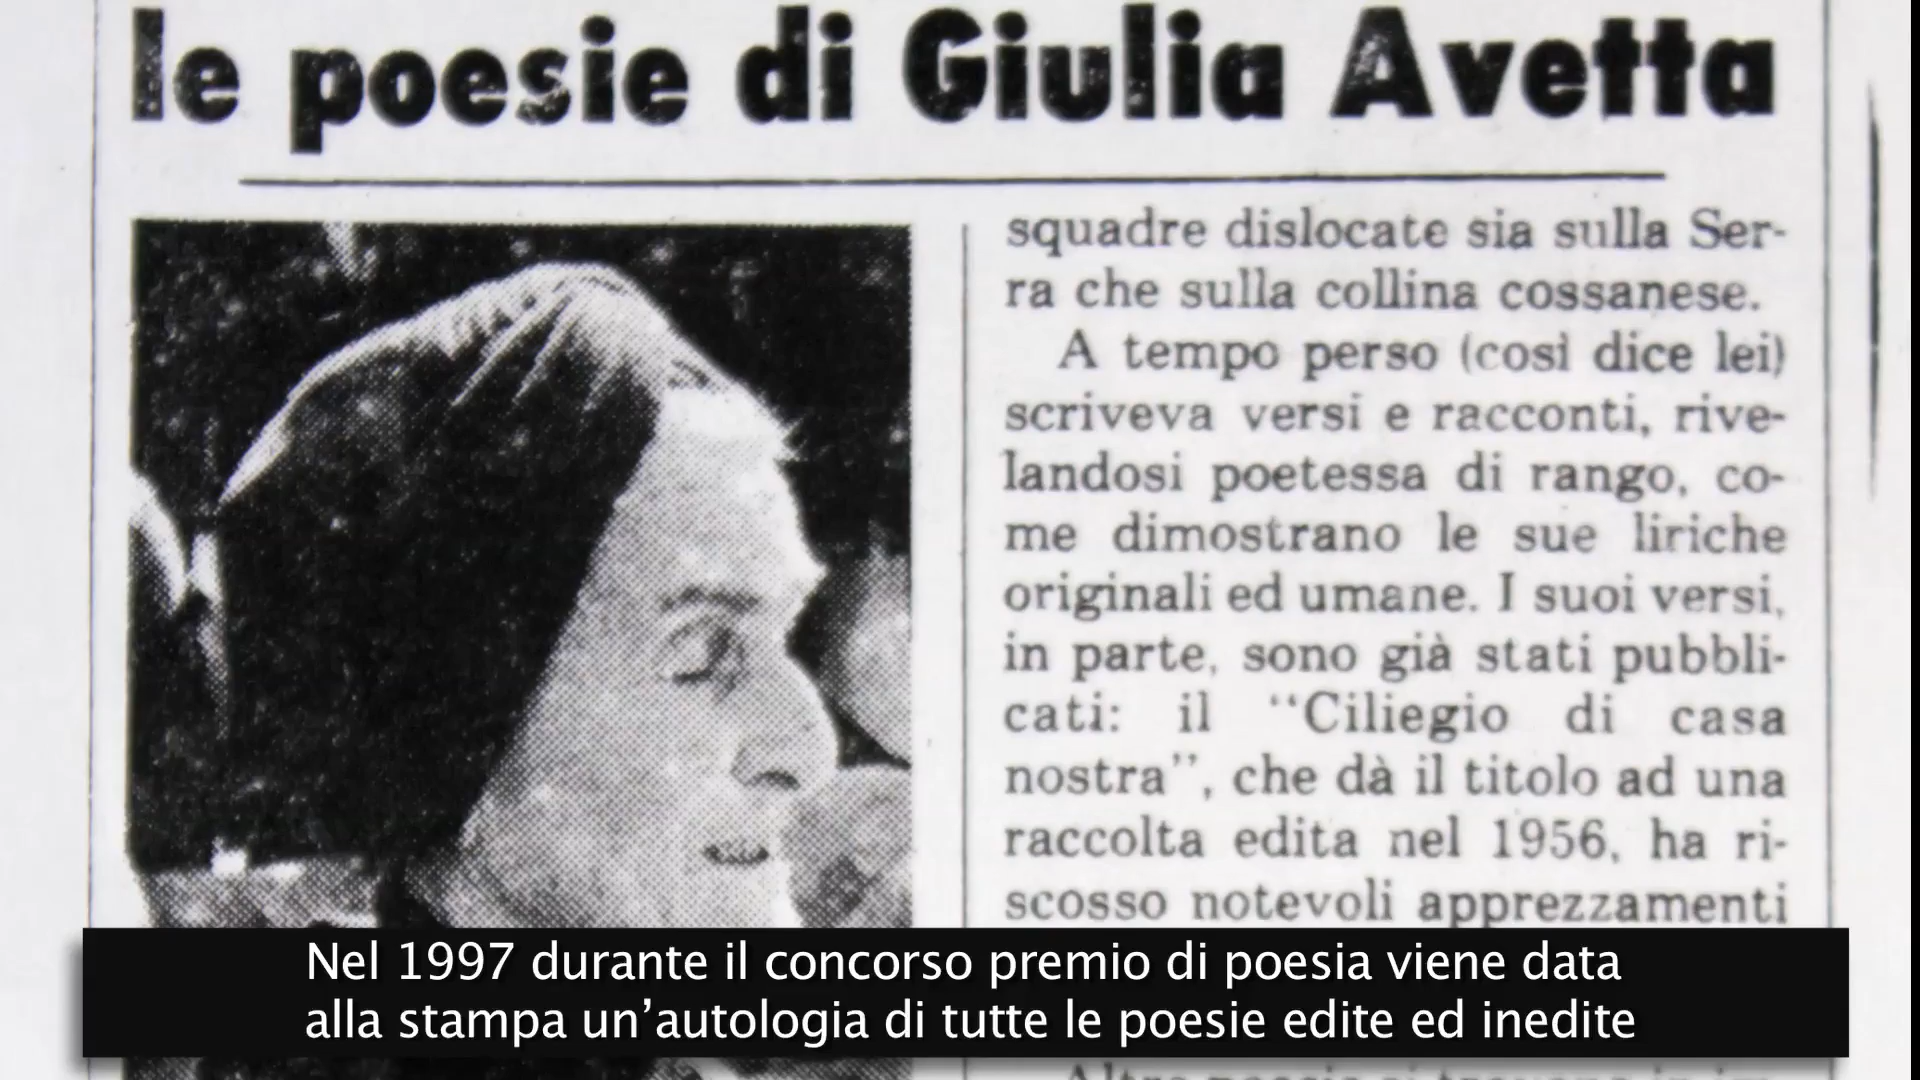 le poesie di Giulia Avetta
squadre dislocate sia sulla Ser-
ra che sulla collina cossanese.
A tempo perso (così dice lei)
scriveva versi e racconti, rive-
landosi poetessa di rango, co-
me dimostrano le sue liriche
originali ed umane. I suoi versi,
in parte, sono già stati pubbli-
cati: il “Ciliegio di casa
nostra”, che dà il titolo ad una
raccolta edita nel 1956, ha ri-
scosso notevoli apprezzamenti
Nel 1997 durante il concorso premio di poesia viene data
alla stampa un’autologia di tutte le poesie edite ed inedite